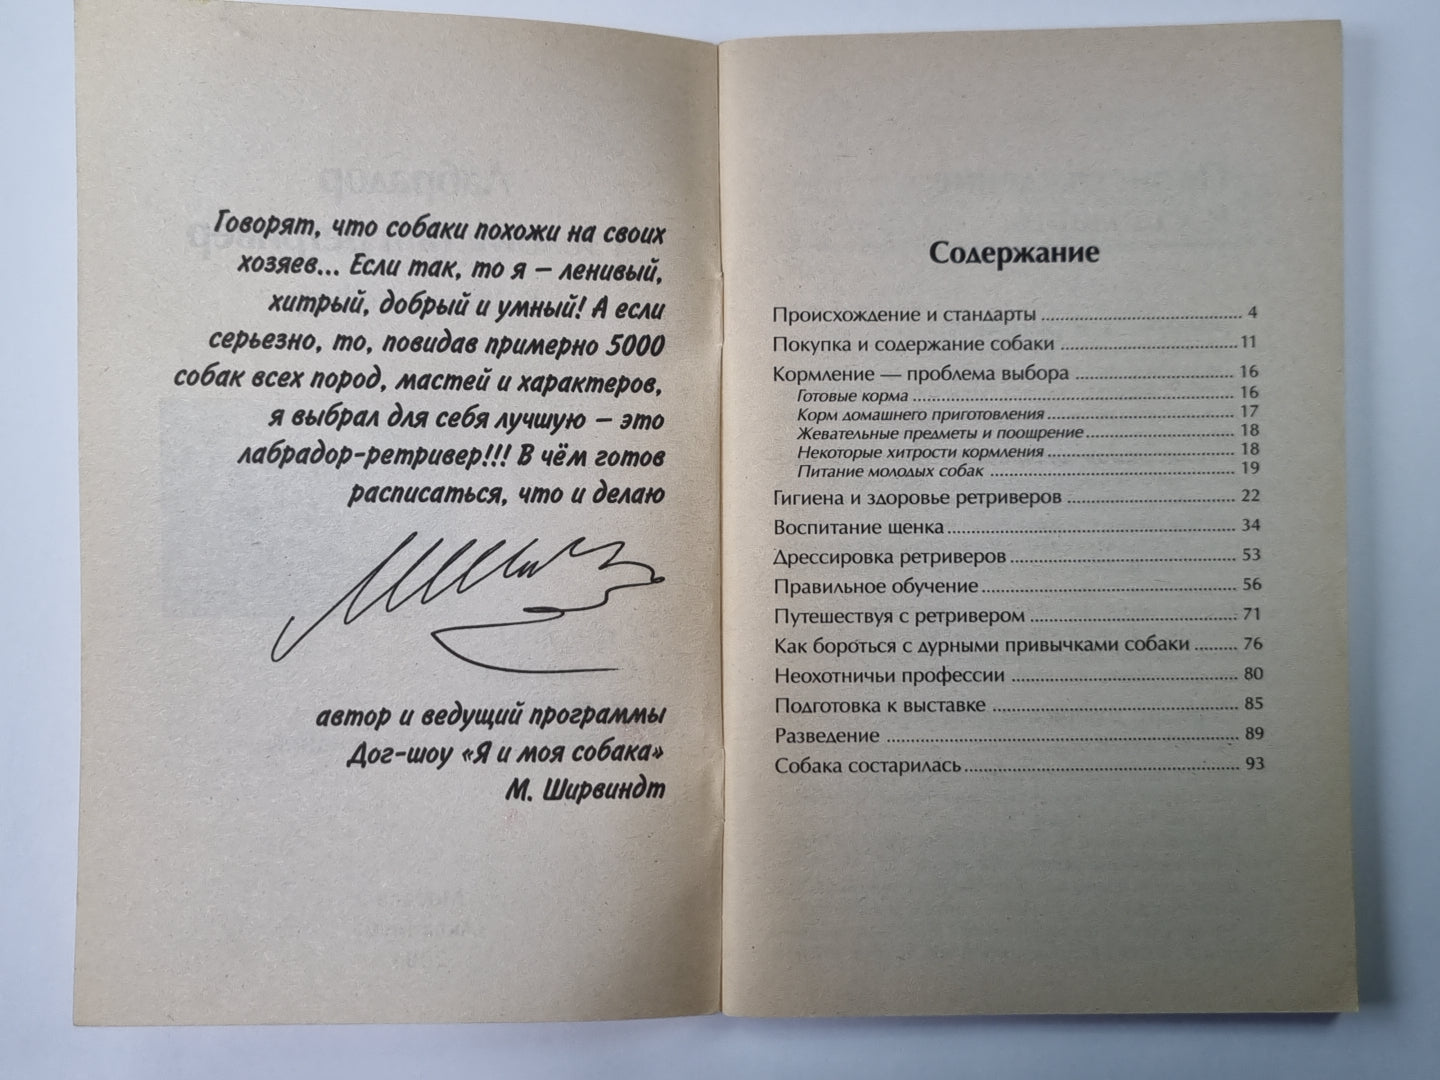 Говорят, что собаки похожи на своих
хозяев... Если так, то я – ленивый,
хитрый, добрый и умный! А если
серьезно, то, повидав примерно 5000
собак всех пород, мастей и характеров,
я выбрал для себя лучшую – это
лабрадор-ретривер!!! В чём готов
расписаться, что и делаю
автор и ведущий программы
Дог-шоу «Я и моя собака»
М. Ширвиндт
Содержание
Происхождение и стандарты ........ 4
Покупка и содержание собаки ........ 11
Кормление — проблема выбора ........ 16
Готовые корма ........ 16
Корм домашнего приготовления ........ 17
Жевательные предметы и поощрение ........ 18
Некоторые хитрости кормления ........ 18
Питание молодых собак ........ 19
Гигиена и здоровье ретриверов ........ 22
Воспитание щенка ........ 34
Дрессировка ретриверов ........ 53
Правильное обучение ........ 56
Путешествуя с ретривером ........ 71
Как бороться с дурными привычками собаки ........ 76
Неохотничьи профессии ........ 80
Подготовка к выставке ........ 85
Разведение ........ 89
Собака состарилась ........ 93